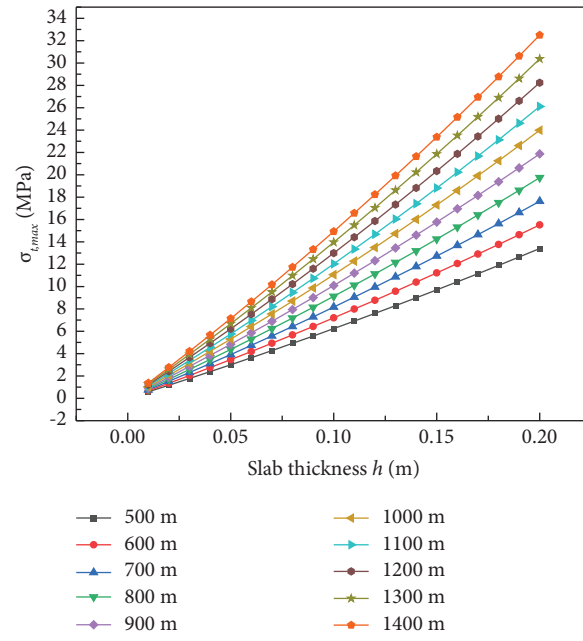 34
32
30
28
26
24
22
20
18
16
14
12
10
8
6
4
2
0
-2
σt,max (MPa)
0.00 0.05 0.10 0.15 0.20
Slab thickness h (m)
500 m
600 m
700 m
800 m
900 m
1000 m
1100 m
1200 m
1300 m
1400 m